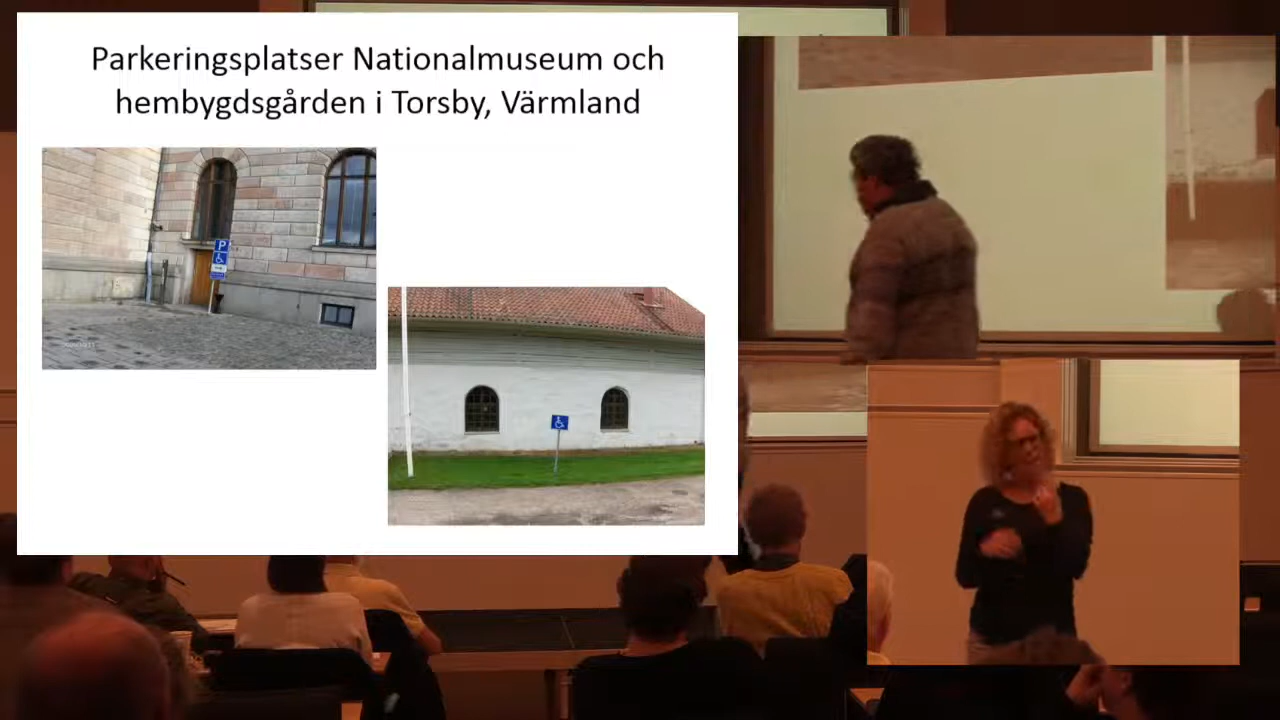 Parkeringsplatser Nationalmuseum och
hembygdsgården i Torsby, Värmland
P